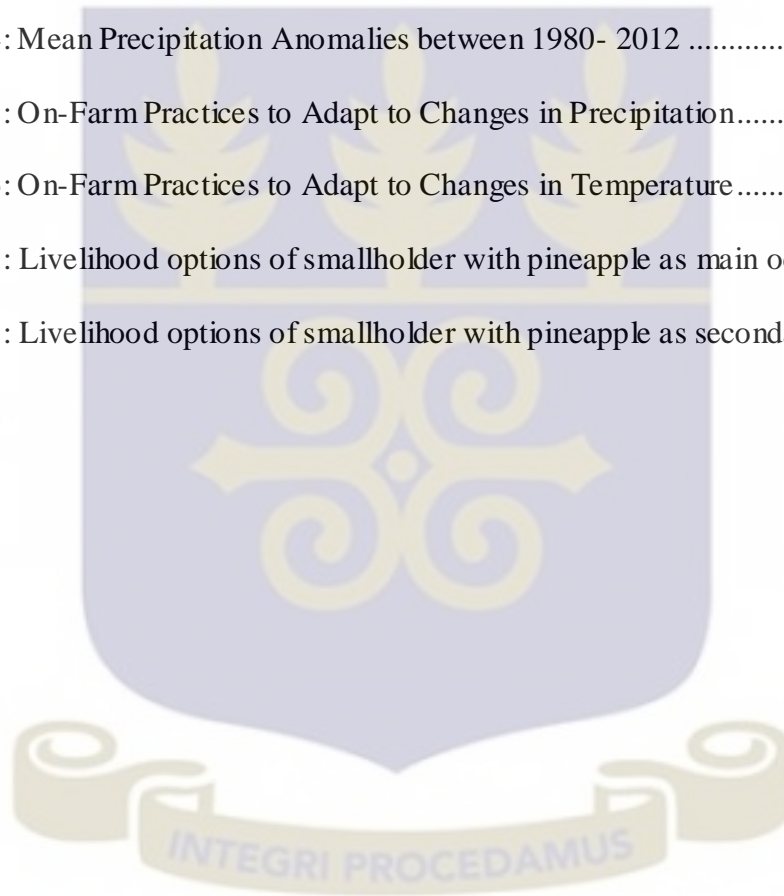 : Mean Precipitation Anomalies between 1980- 2012 ............
: On-Farm Practices to Adapt to Changes in Precipitation......
: On-Farm Practices to Adapt to Changes in Temperature......
: Livelihood options of smallholder with pineapple as main
: Livelihood options of smallholder with pineapple as
INTEGRI PROCEDAMUS